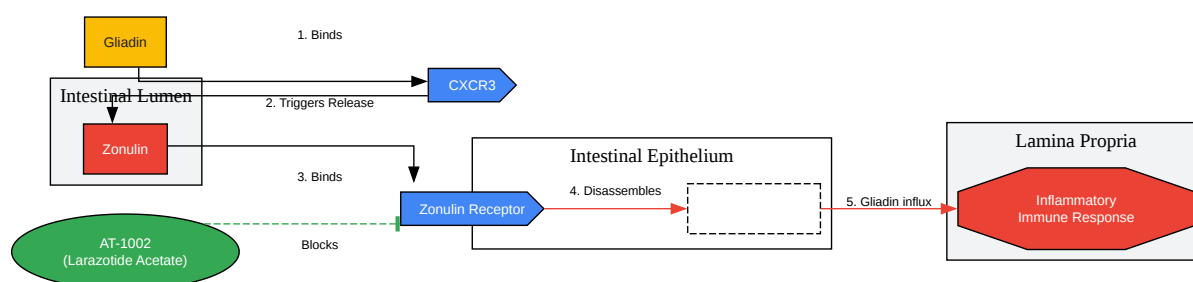 Gliadin
1. Binds
CXCR3
Intestinal Lumen
2. Triggers Release
Zonulin
3. Binds
Intestinal Epithelium
Zonulin Receptor
4. Disassembles
5. Gliadin influx
Lamina Propria
Inflammatory
Immune Response
AT-1002
(Larazotide Acetate)
Blocks